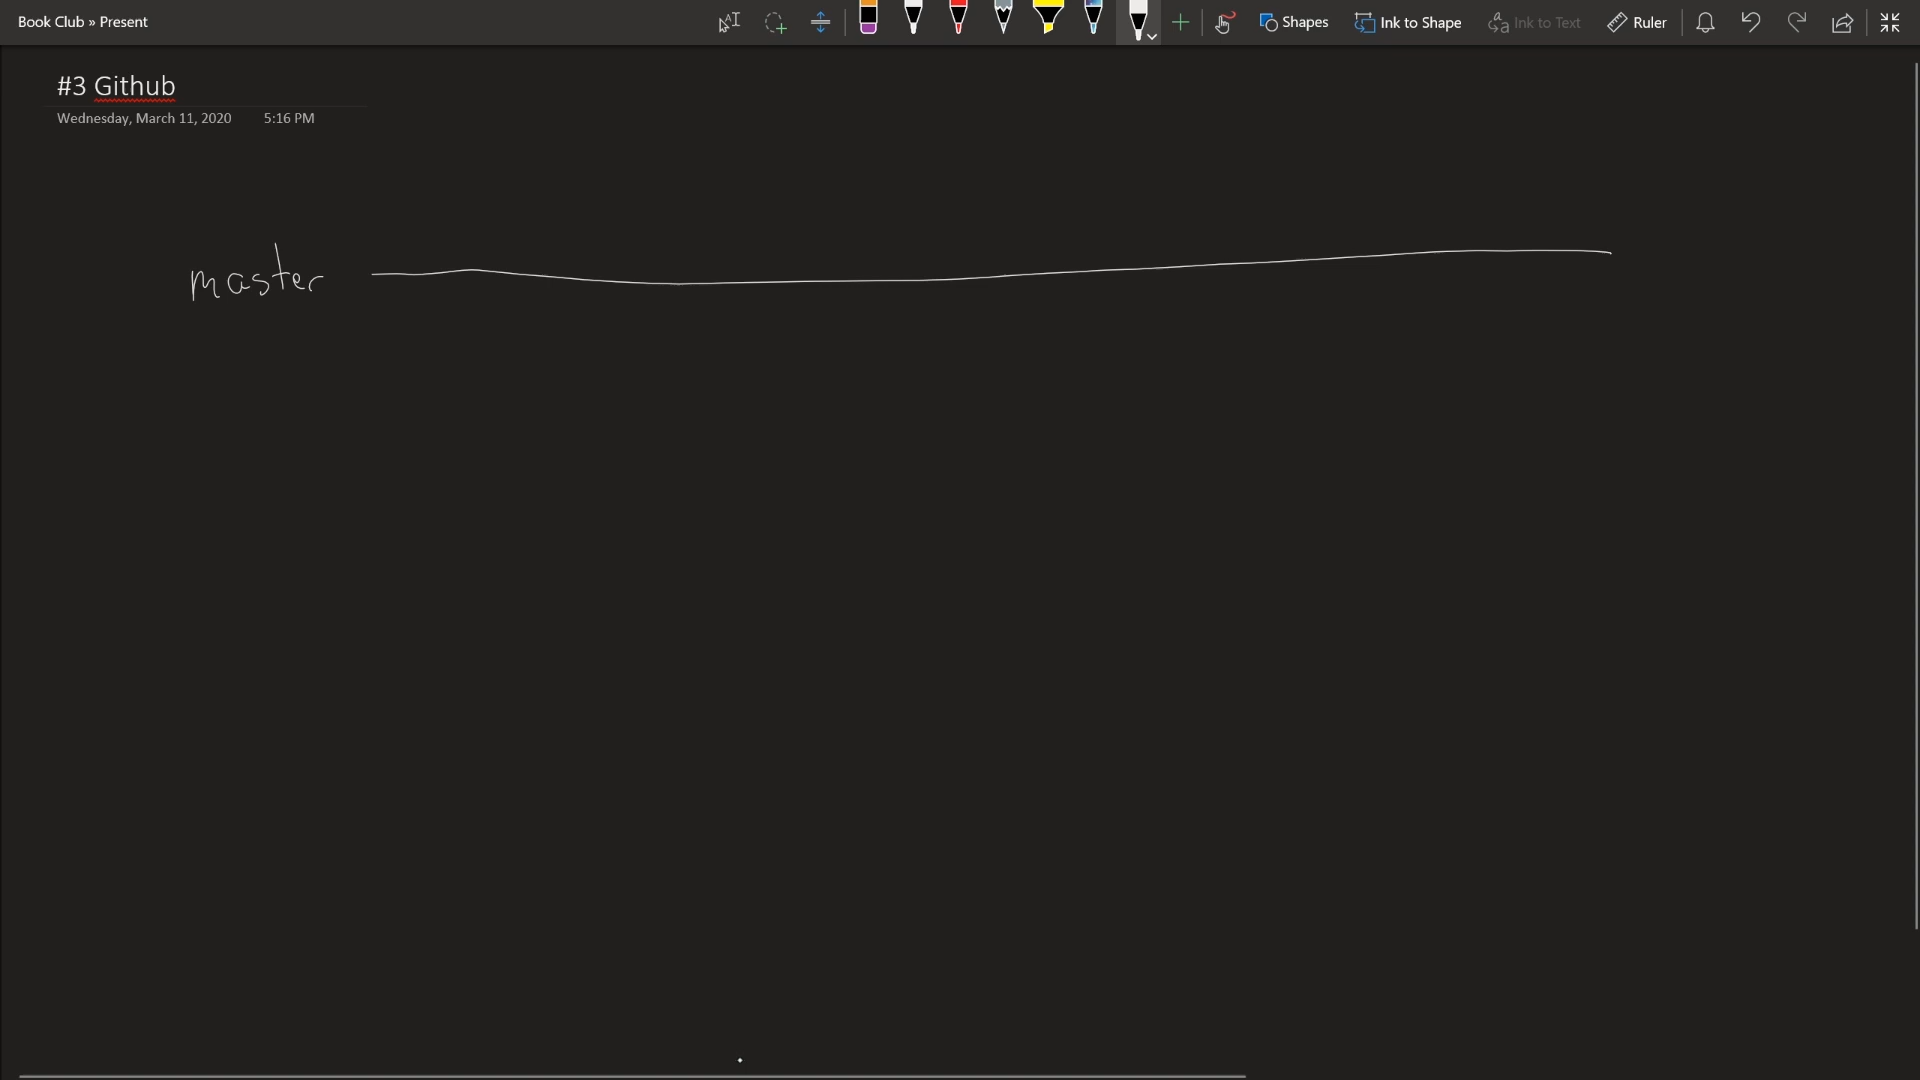 Book Club » Present
Shapes
Ink to Shape
Ink to Text
Ruler
#3 Github
Wednesday, March 11, 2020 5:16 PM
master